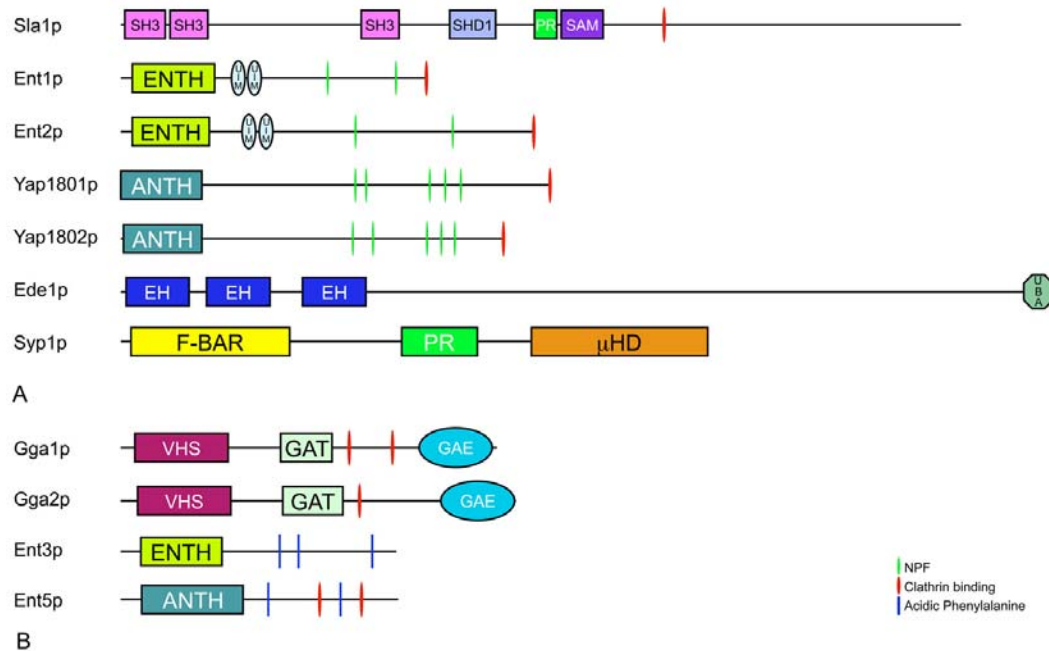 Sla1p SH3 SH3 SH3 SHD1 PR SAM
Ent1p ENTH UIM UIM
Ent2p ENTH UIM UIM
Yap1801p ANTH
Yap1802p ANTH
Ede1p EH EH EH UBA
Syp1p F-BAR PR μHD
A
Gga1p VHS GAT GAE
Gga2p VHS GAT GAE
Ent3p ENTH
Ent5p ANTH
NPF
Clathrin binding
Acidic Phenylalanine
B